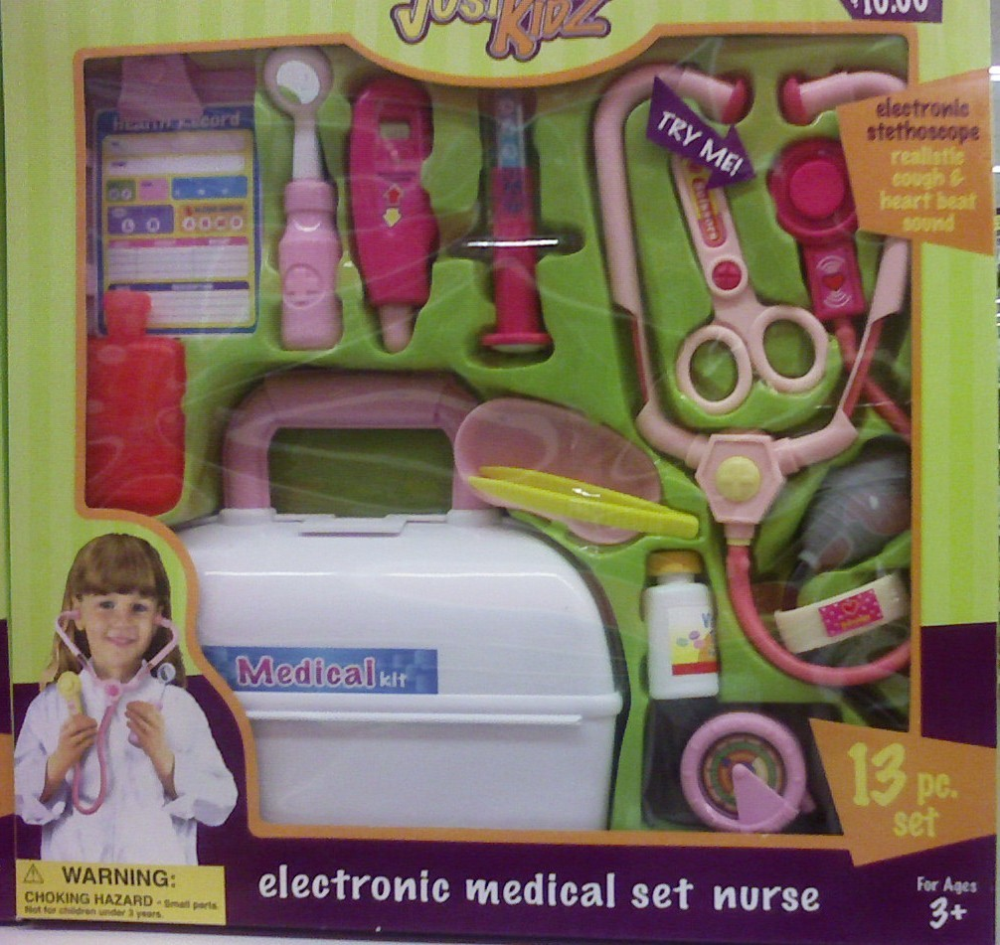 JUST
KIDZ
$10.00
Health Record
TRY ME!
Scissors
electronic
stethoscope
realistic
cough &
heart beat
sound
Medical kit
13 pc.
set
WARNING:
CHOKING HAZARD - Small parts.
Not for children under 3 years.
electronic medical set nurse
For Ages
3+